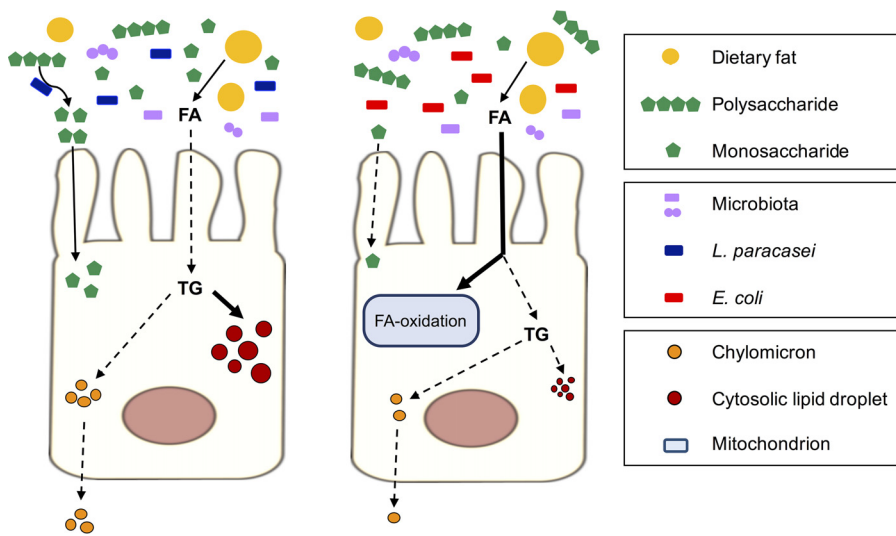 FA
TG
FA
FA-oxidation
TG
Dietary fat
Polysaccharide
Monosaccharide
Microbiota
L. paracasei
E. coli
Chylomicron
Cytosolic lipid droplet
Mitochondrion